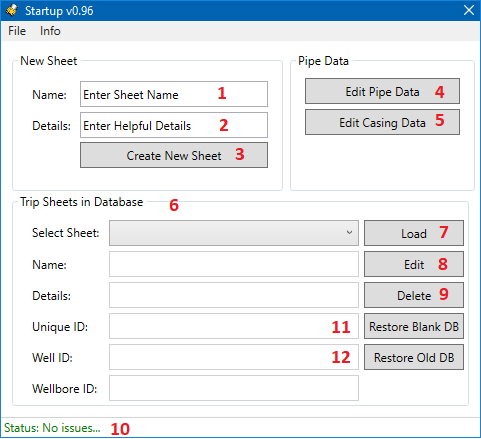 Startup v0.96
File Info
New Sheet
Name: Enter Sheet Name 1
Details: Enter Helpful Details 2
Create New Sheet 3
Pipe Data
Edit Pipe Data 4
Edit Casing Data 5
Trip Sheets in Database 6
Select Sheet: Load 7
Name: Edit 8
Details: Delete 9
Unique ID: 11 Restore Blank DB
Well ID: 12 Restore Old DB
Wellbore ID:
Status: No issues... 10